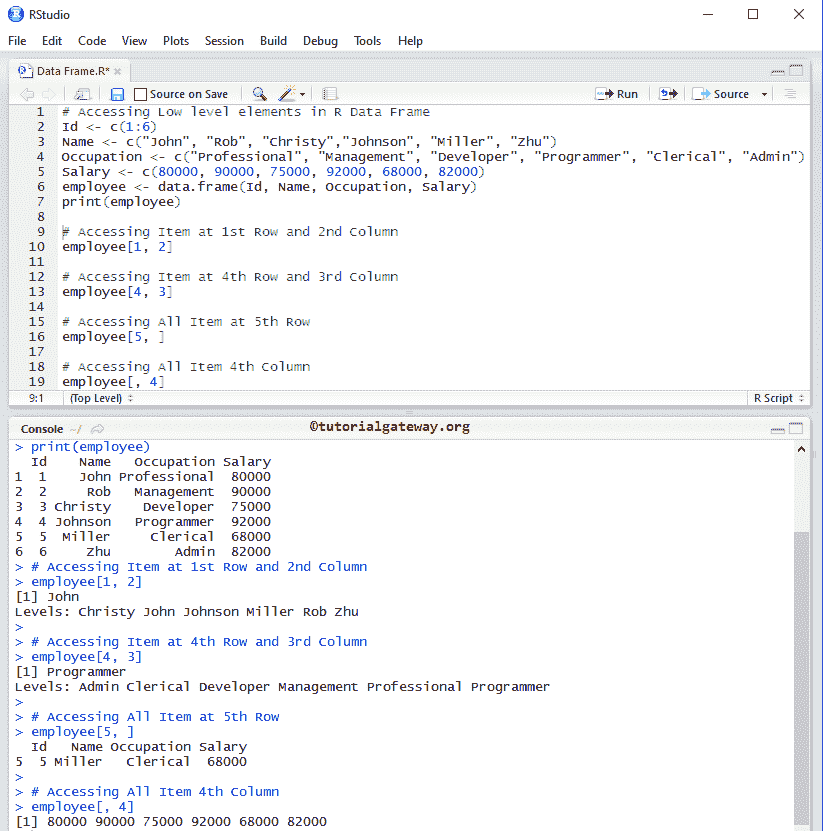 RStudio
File Edit Code View Plots Session Build Debug Tools Help
Data Frame.R*
Source on Save Run Source
1 # Accessing Low level elements in R Data Frame
2 Id <- c(1:6)
3 Name <- c("John", "Rob", "Christy","Johnson", "Miller", "Zhu")
4 Occupation <- c("Professional", "Management", "Developer", "Programmer", "Clerical", "Admin")
5 Salary <- c(80000, 90000, 75000, 92000, 68000, 82000)
6 employee <- data.frame(Id, Name, Occupation, Salary)
7 print(employee)
8
9 # Accessing Item at 1st Row and 2nd Column
10 employee[1, 2]
11
12 # Accessing Item at 4th Row and 3rd Column
13 employee[4, 3]
14
15 # Accessing All Item at 5th Row
16 employee[5, ]
17
18 # Accessing All Item 4th Column
19 employee[, 4]
9:1 (Top Level) R Script
Console ~/ ©tutorialgateway.org
> print(employee)
  Id    Name   Occupation Salary
1  1    John Professional  80000
2  2     Rob   Management  90000
3  3 Christy    Developer  75000
4  4 Johnson   Programmer  92000
5  5  Miller     Clerical  68000
6  6     Zhu        Admin  82000
> # Accessing Item at 1st Row and 2nd Column
> employee[1, 2]
[1] John
Levels: Christy John Johnson Miller Rob Zhu
>
> # Accessing Item at 4th Row and 3rd Column
> employee[4, 3]
[1] Programmer
Levels: Admin Clerical Developer Management Professional Programmer
>
> # Accessing All Item at 5th Row
> employee[5, ]
  Id   Name Occupation Salary
5  5 Miller   Clerical  68000
>
> # Accessing All Item 4th Column
> employee[, 4]
[1] 80000 90000 75000 92000 68000 82000